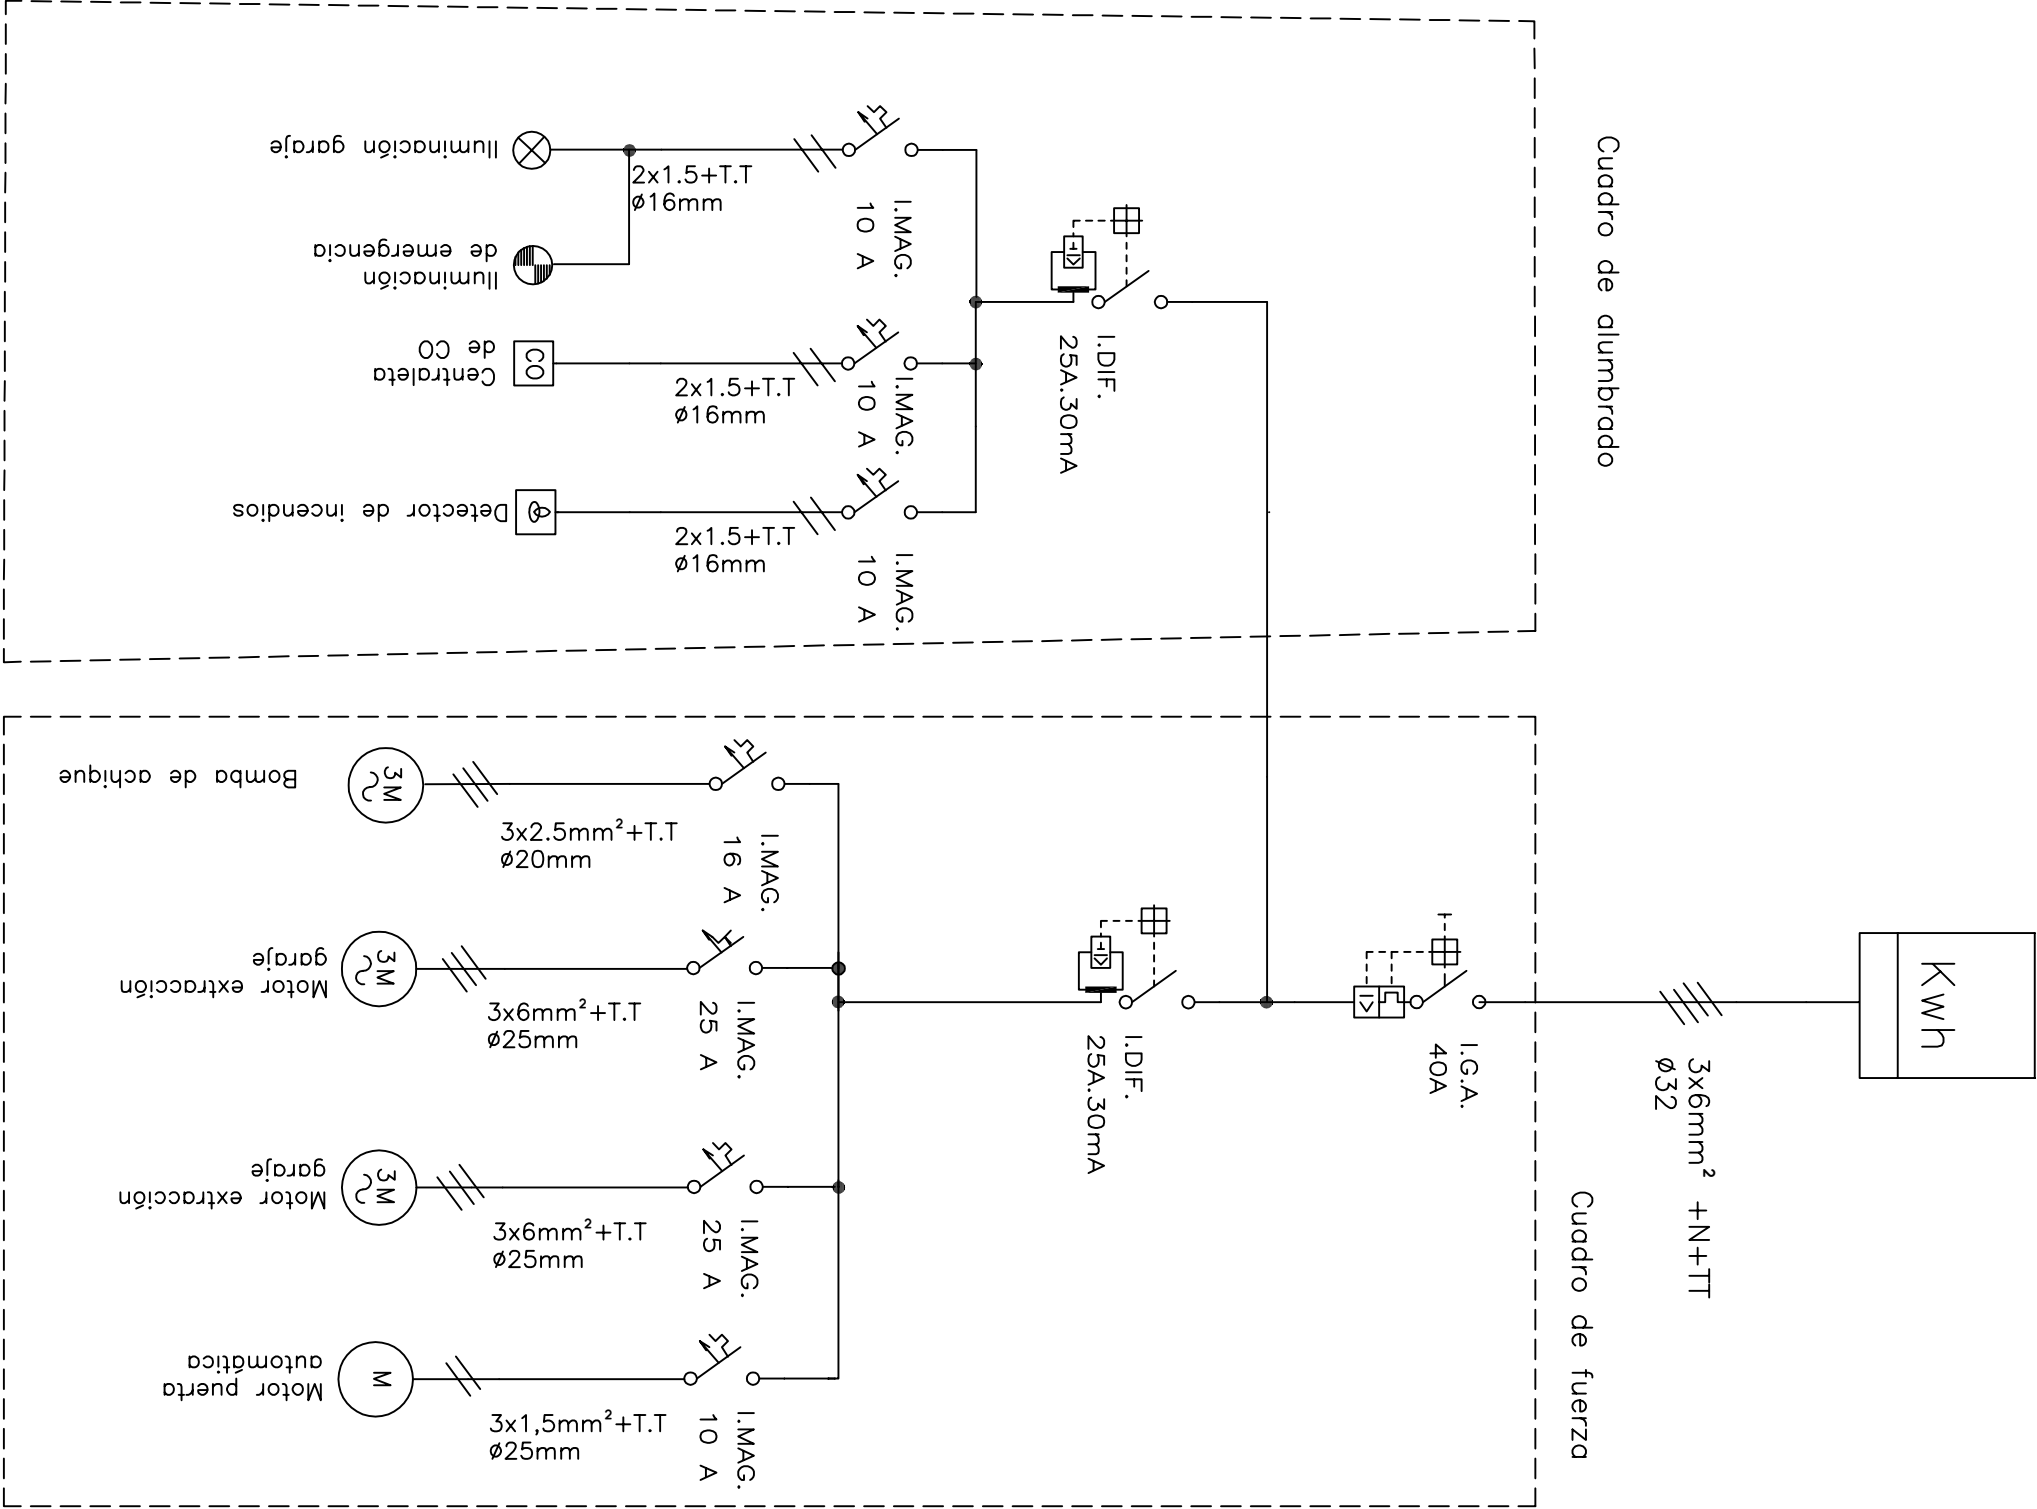 Cuadro de alumbrado
Iluminación garaje
2x1.5+T.T
ø16mm
I.MAG.
10 A
Iluminación
de emergencia
I.DIF.
25A.30mA
Centraleta
de CO
CO
2x1.5+T.T
ø16mm
I.MAG.
10 A
Detector de incendios
2x1.5+T.T
ø16mm
I.MAG.
10 A
Cuadro de fuerza
Kwh
3x6mm² +N+TT
ø32
I.G.A.
40A
I.DIF.
25A.30mA
Bomba de achique
3M
3x2.5mm²+T.T
ø20mm
I.MAG.
16 A
Motor extracción
garaje
3M
3x6mm²+T.T
ø25mm
I.MAG.
25 A
Motor extracción
garaje
3M
3x6mm²+T.T
ø25mm
I.MAG.
25 A
Motor puerta
automática
M
3x1,5mm²+T.T
ø25mm
I.MAG.
10 A